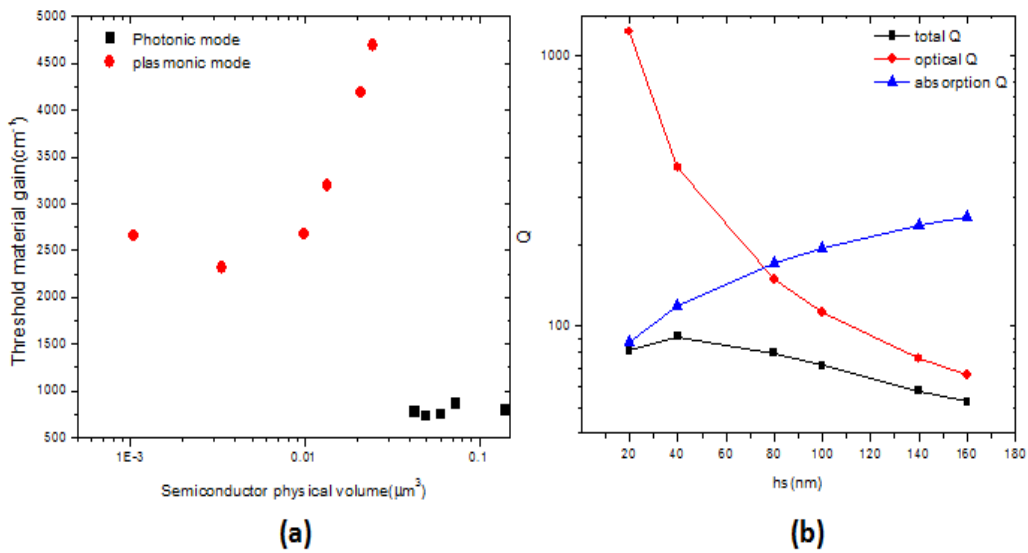 Photonic mode
plasmonic mode
Threshold material gain(cm⁻¹)
5000
4500
4000
3500
3000
2500
2000
1500
1000
500
1E-3
0.01
0.1
Semiconductor physical volume(μm³)
(a)
total Q
optical Q
absorption Q
Q
1000
100
20
40
60
80
100
120
140
160
180
hs(nm)
(b)